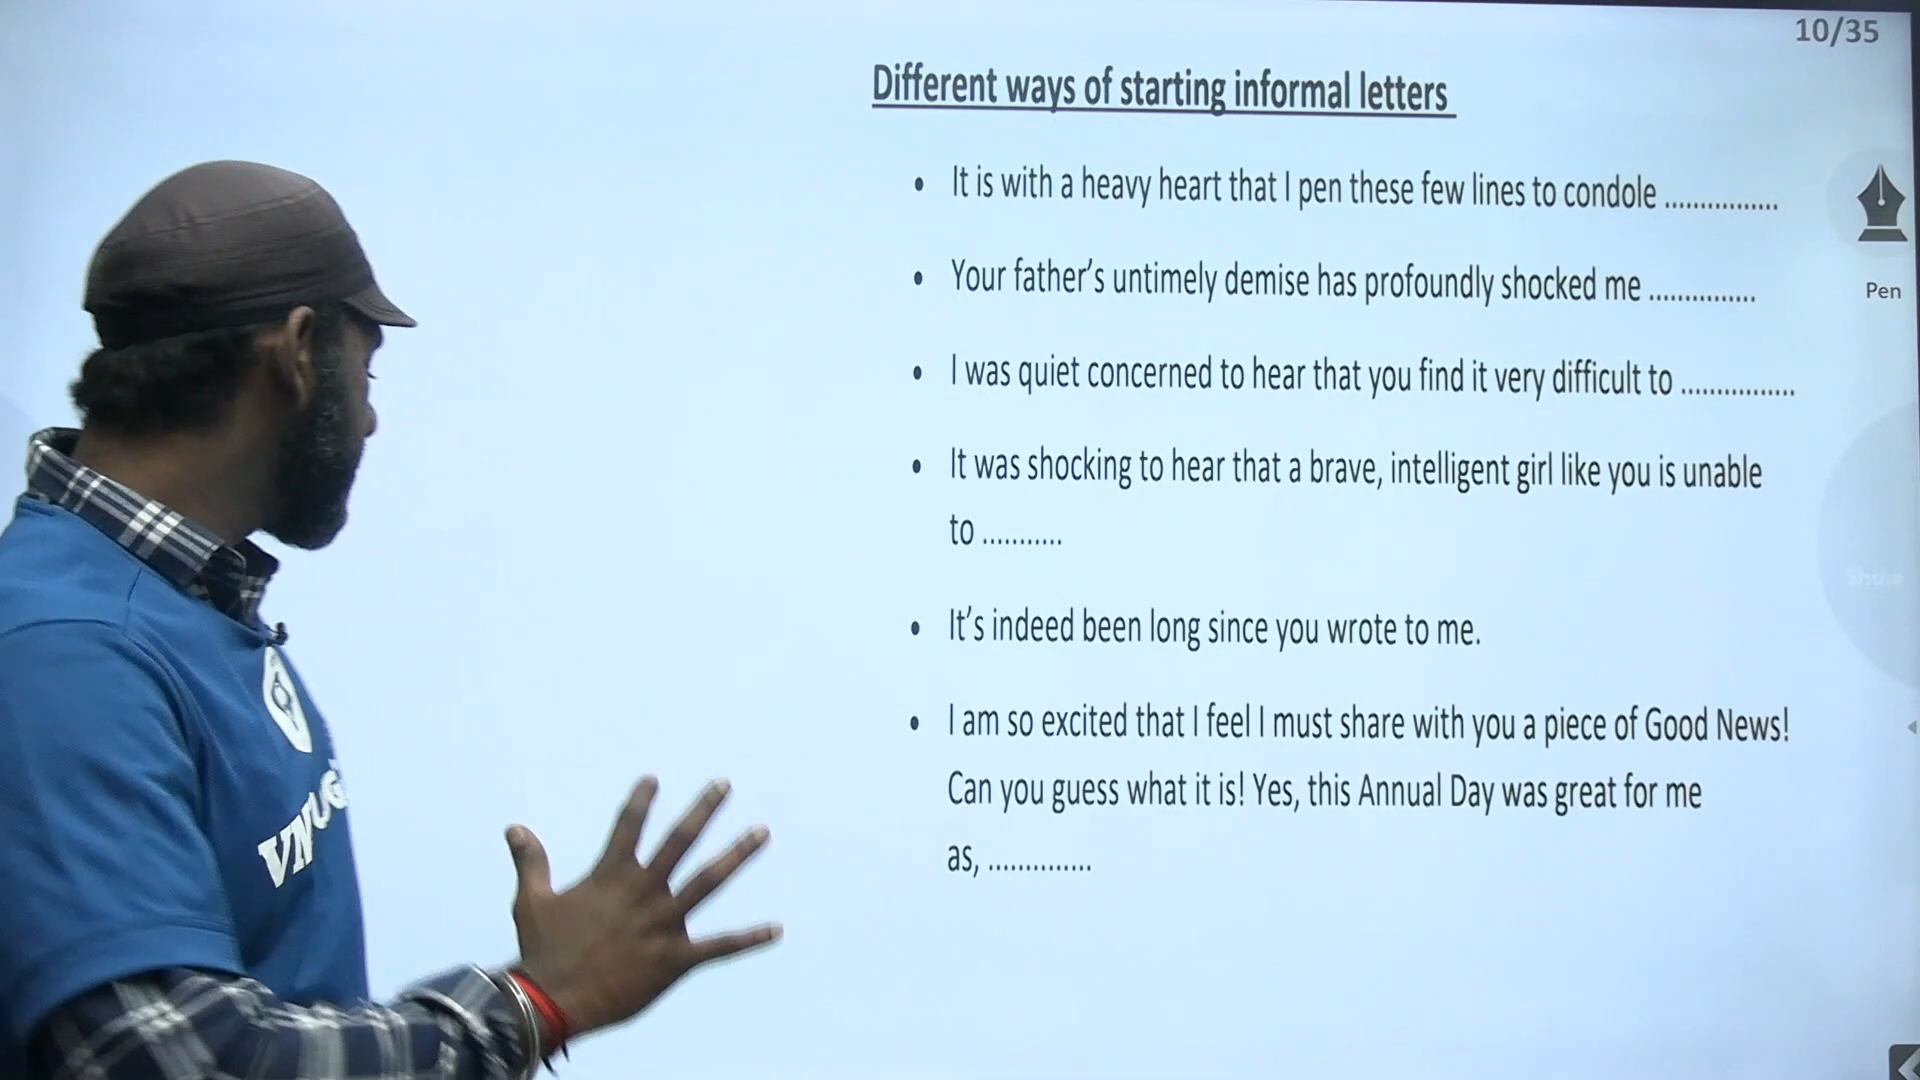 10/35
Different ways of starting informal letters
• It is with a heavy heart that I pen these few lines to condole ................
• Your father's untimely demise has profoundly shocked me ...............
• I was quiet concerned to hear that you find it very difficult to ................
• It was shocking to hear that a brave, intelligent girl like you is unable
to ...........
• It's indeed been long since you wrote to me.
• I am so excited that I feel I must share with you a piece of Good News!
Can you guess what it is! Yes, this Annual Day was great for me
as, ..............
Pen
Show